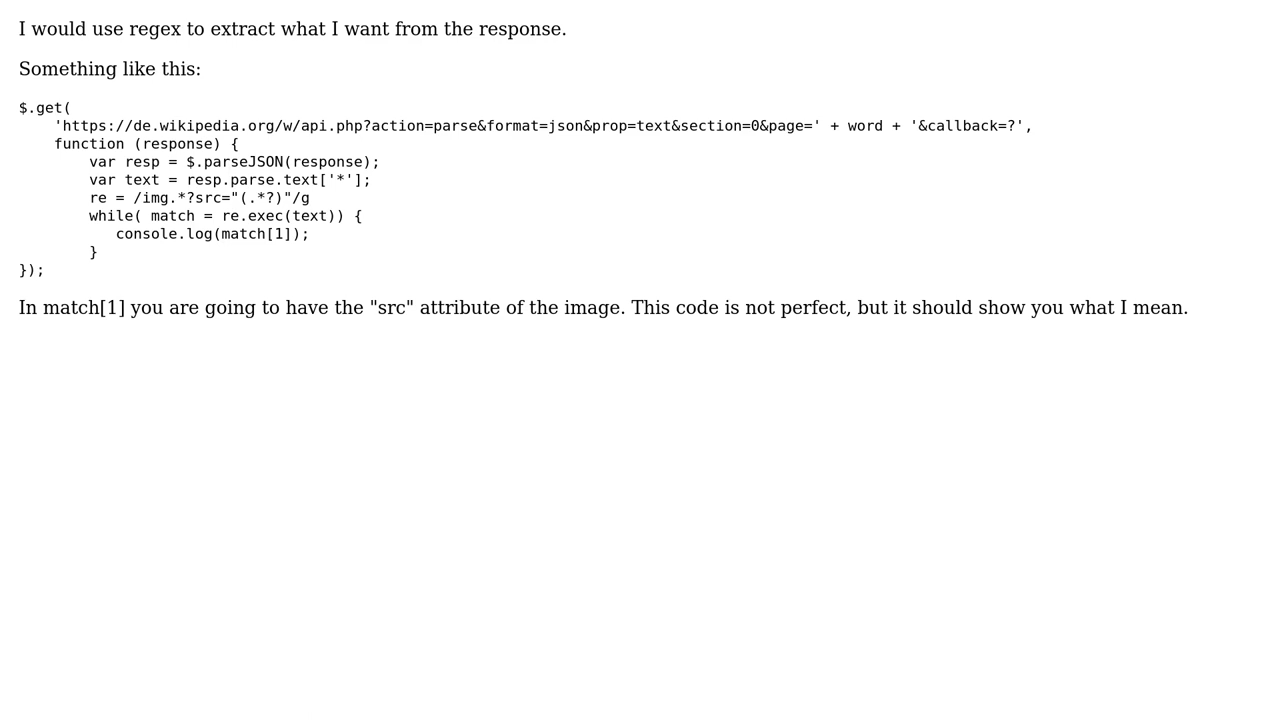 I would use regex to extract what I want from the response.
Something like this:
$.get(
    'https://de.wikipedia.org/w/api.php?action=parse&format=json&prop=text&section=0&page=' + word + '&callback=?',
    function (response) {
        var resp = $.parseJSON(response);
        var text = resp.parse.text['*'];
        re = /img.*?src="(.*?)"/g
        while( match = re.exec(text)) {
           console.log(match[1]);
        }
});
In match[1] you are going to have the "src" attribute of the image. This code is not perfect, but it should show you what I mean.